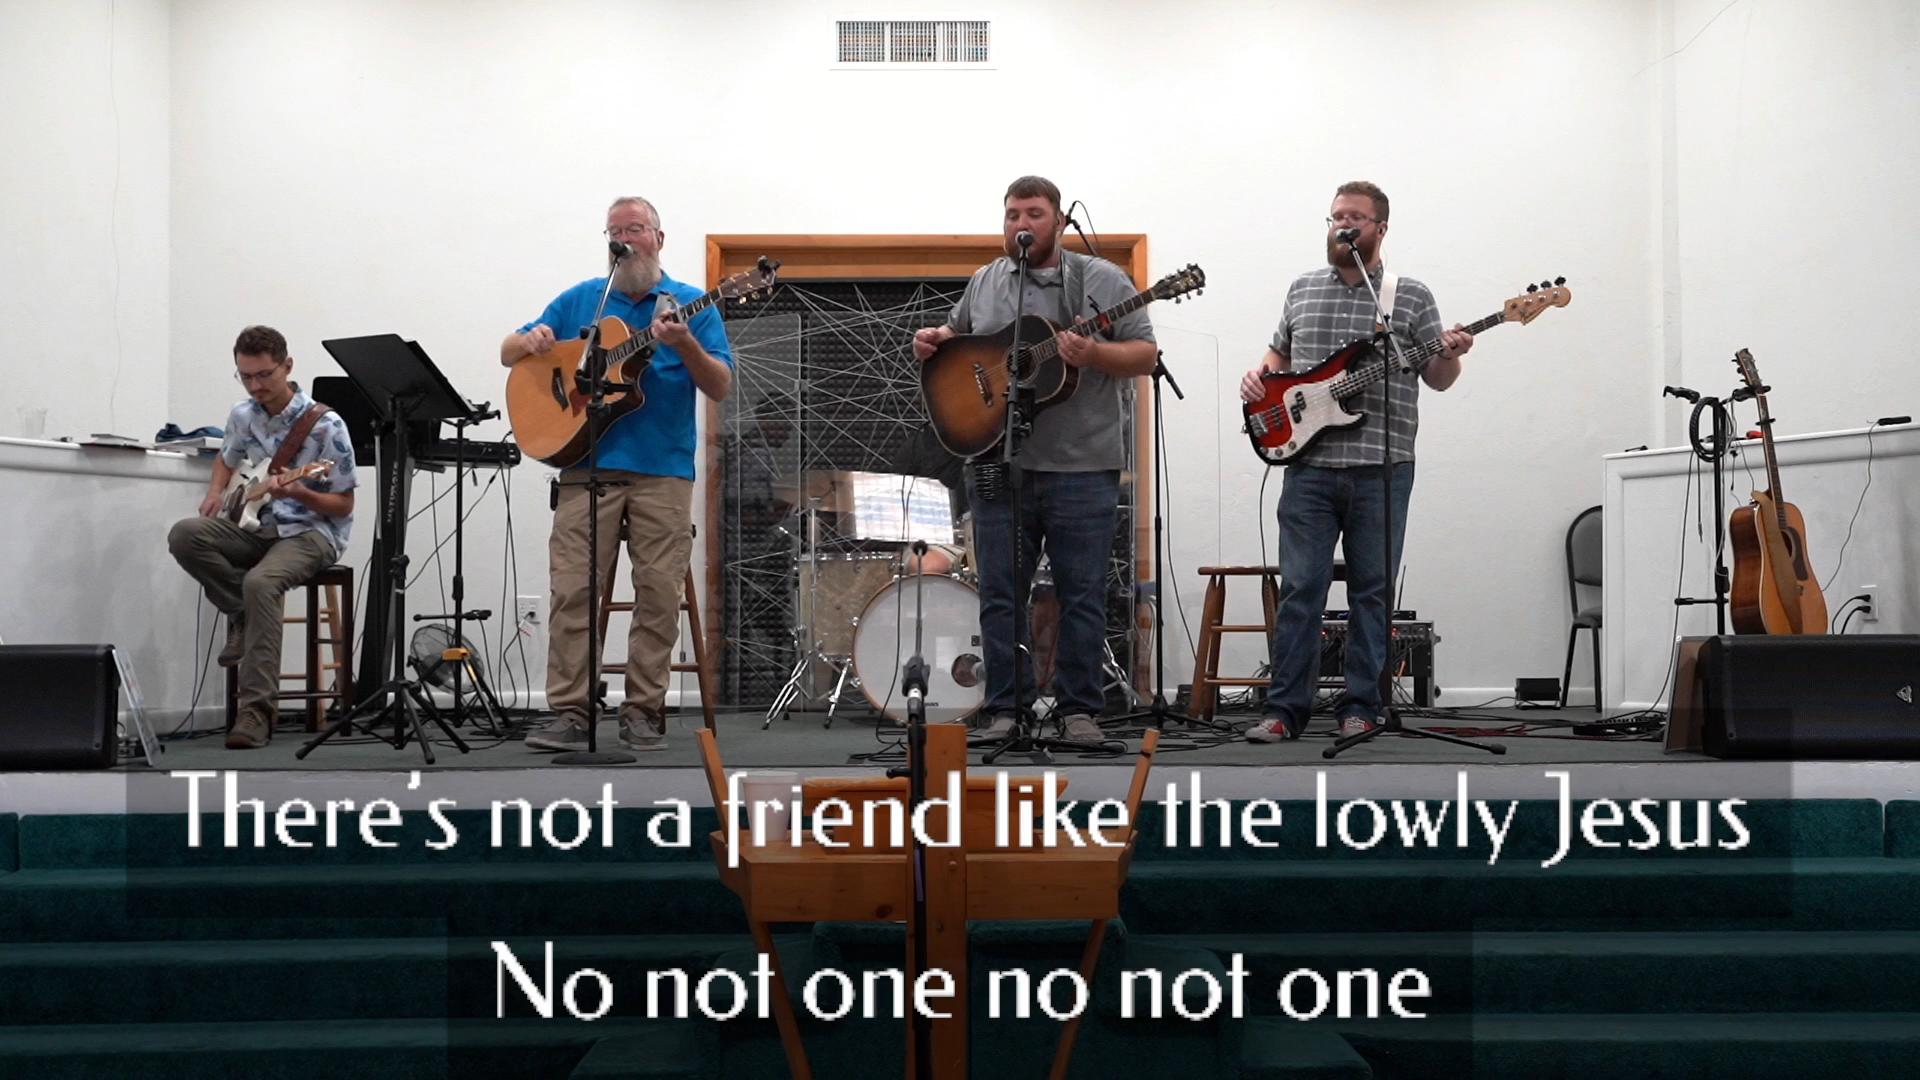 There's not a friend like the lowly Jesus
No not one no not one